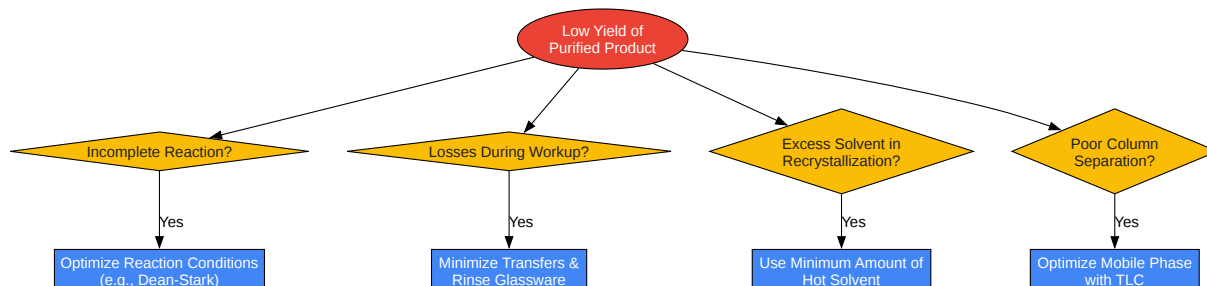 Low Yield of
Purified Product
Incomplete Reaction?
Losses During Workup?
Excess Solvent in
Recrystallization?
Poor Column
Separation?
Yes
Yes
Yes
Yes
Optimize Reaction Conditions
(e.g., Dean-Stark)
Minimize Transfers &
Rinse Glassware
Use Minimum Amount of
Hot Solvent
Optimize Mobile Phase
with TLC